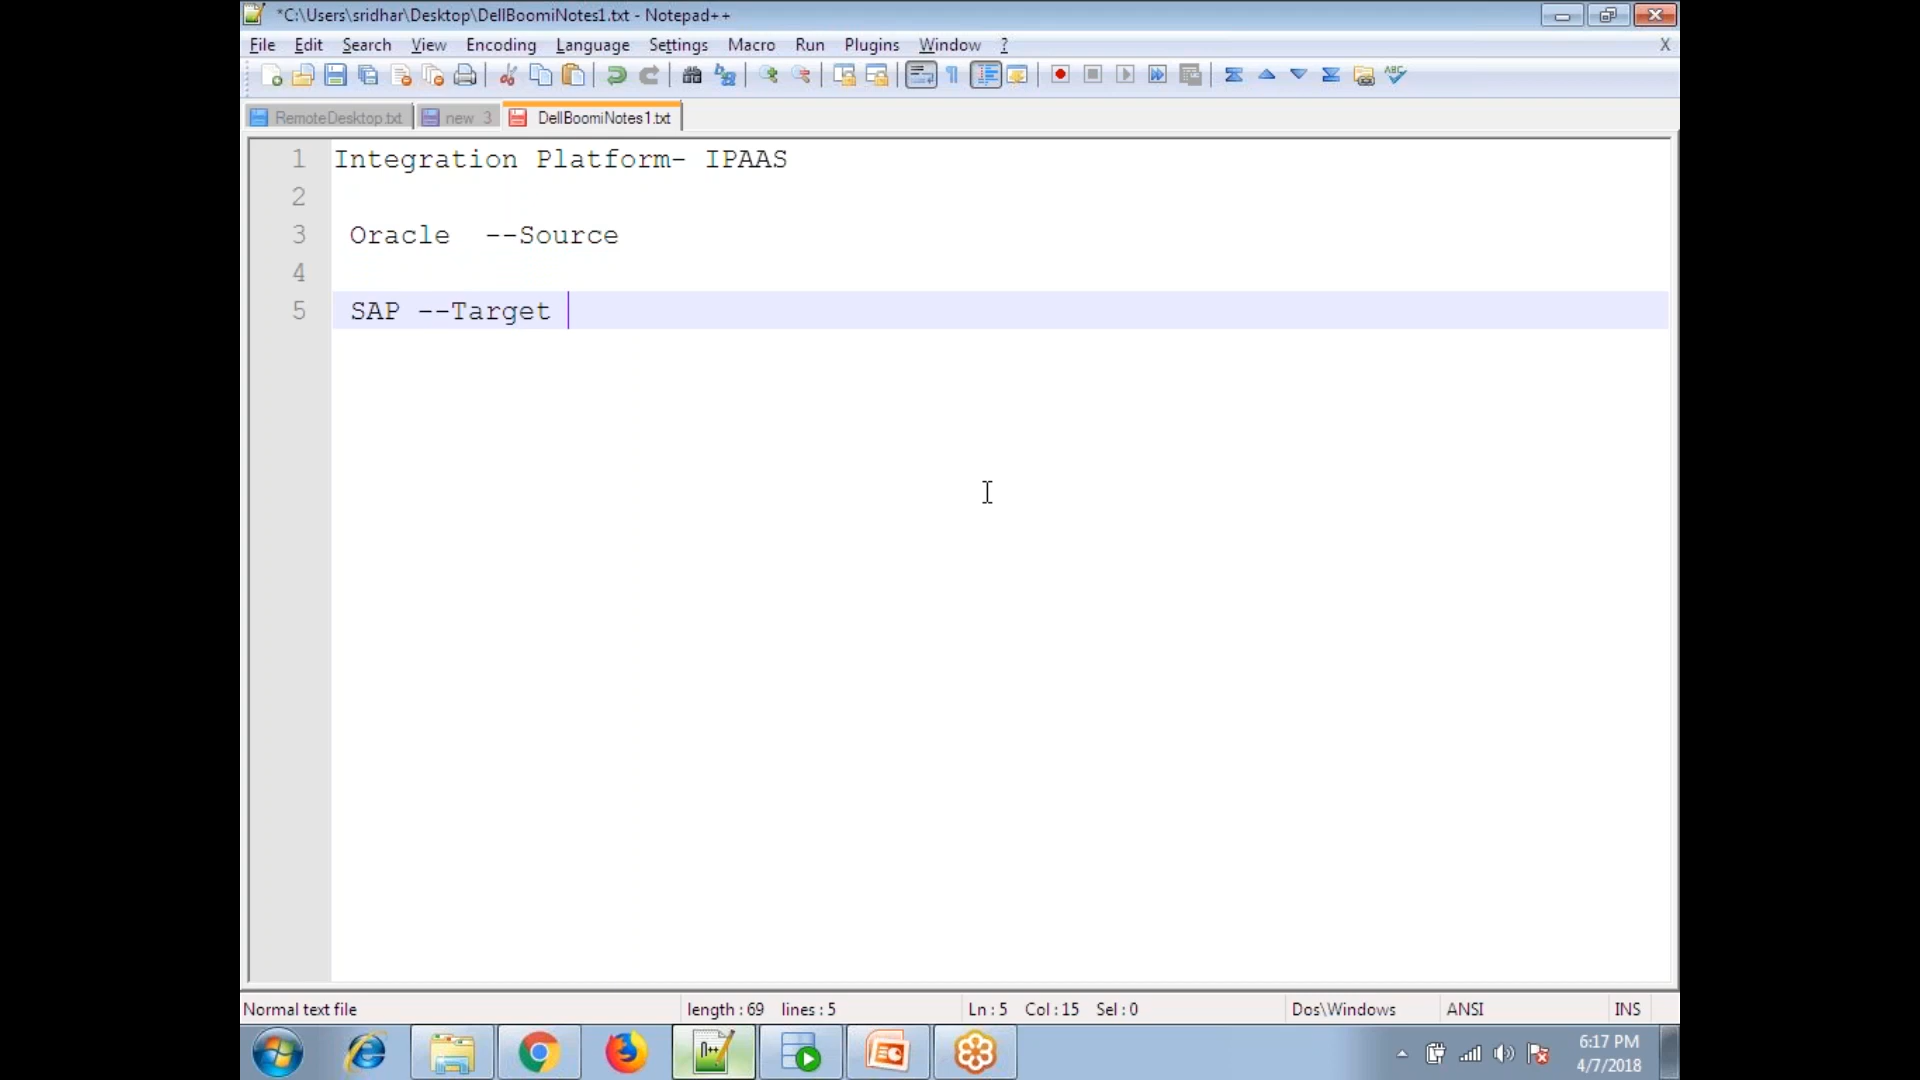 *C:\Users\sridhar\Desktop\DellBoomiNotes1.txt - Notepad++
File Edit Search View Encoding Language Settings Macro Run Plugins Window ? X
RemoteDesktop.txt new 3 DellBoomiNotes1.txt
1 Integration Platform- IPAAS
2
3 Oracle --Source
4
5 SAP --Target
Normal text file length : 69 lines : 5 Ln : 5 Col : 15 Sel : 0 Dos\Windows ANSI INS
6:17 PM
4/7/2018